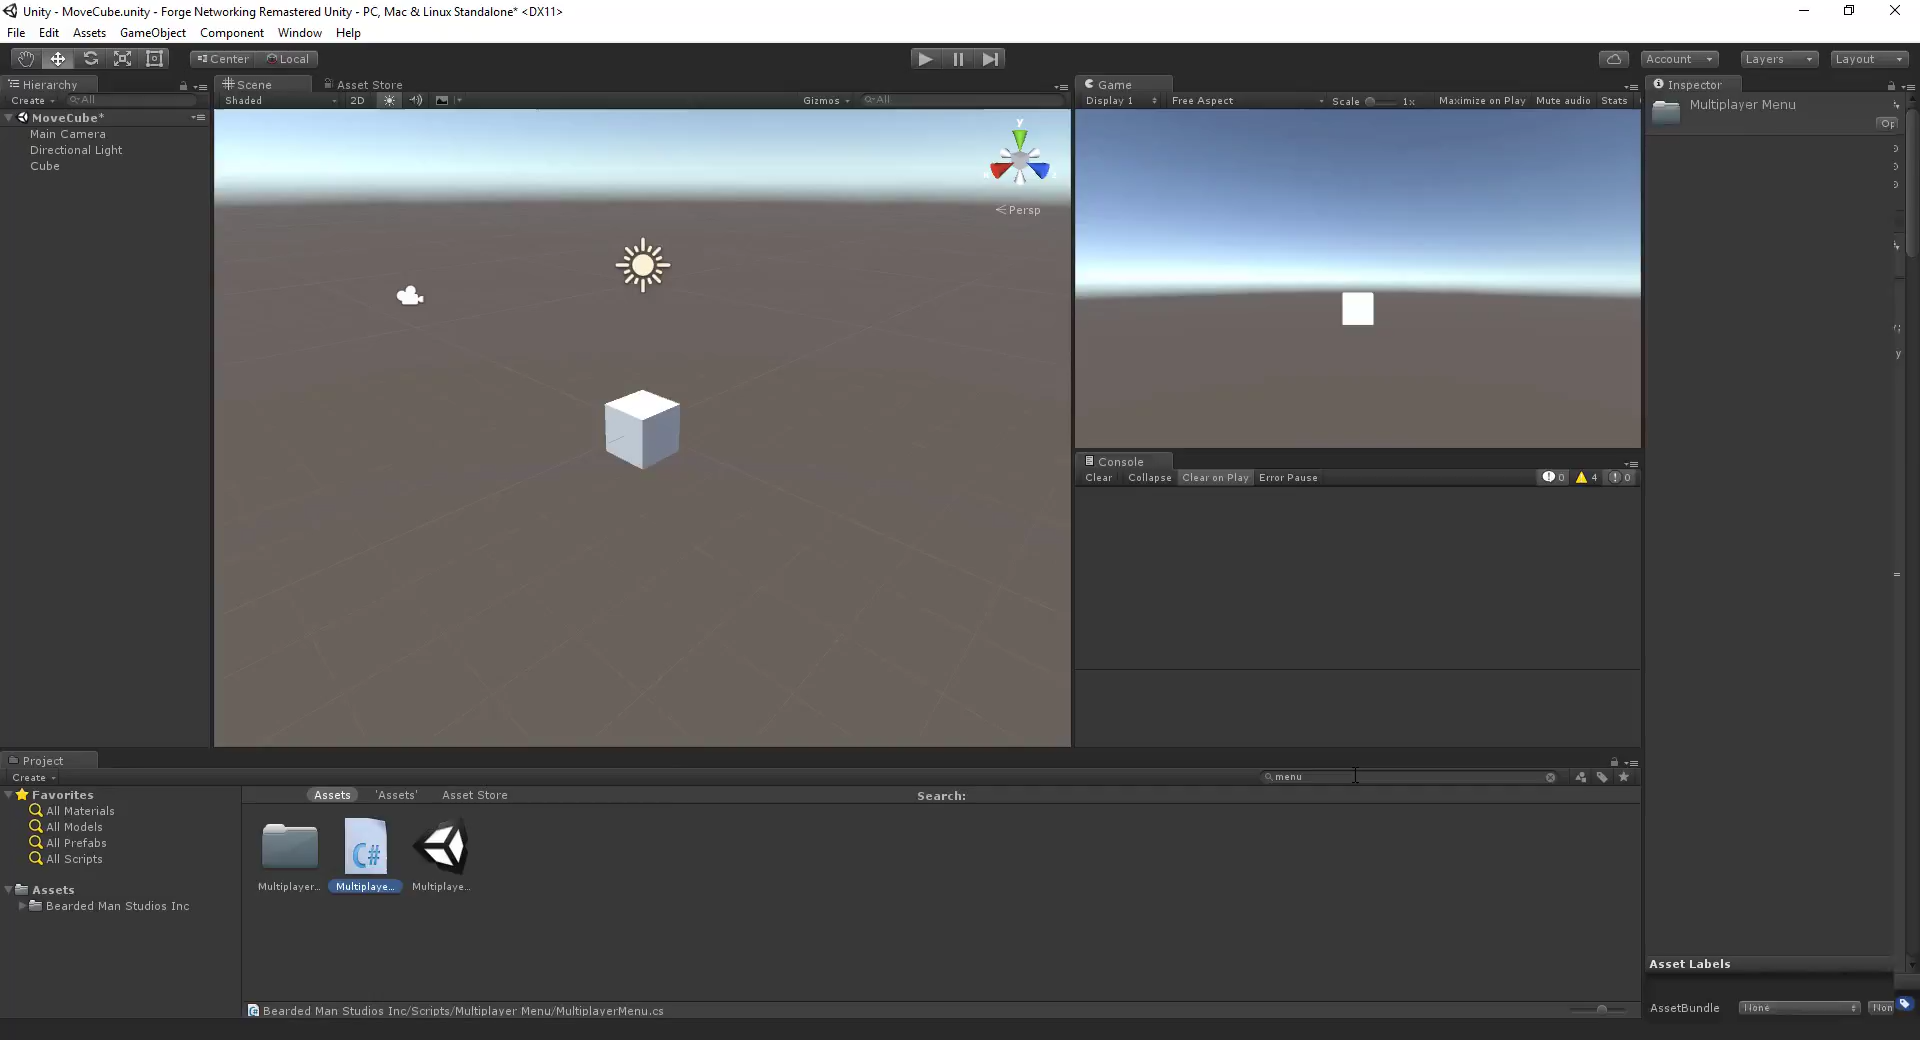 Unity - MoveCube.unity - Forge Networking Remastered Unity - PC, Mac & Linux Standalone* <DX11>
File Edit Assets GameObject Component Window Help
Center Local Account Layers Layout
Hierarchy Scene Asset Store Game Inspector
Create All Shaded 2D Gizmos All Display 1 Free Aspect Scale 1x Maximize on Play Mute audio Stats Multiplayer Menu
MoveCube*
Main Camera
Directional Light
Cube
y
Persp
Console
Clear Collapse Clear on Play Error Pause 0 4 0
Project
Create menu
Favorites Assets 'Assets' Asset Store Search:
All Materials
All Models
All Prefabs
All Scripts
Assets Multiplayer... Multiplaye... Multiplaye...
Bearded Man Studios Inc
Asset Labels
Bearded Man Studios Inc/Scripts/Multiplayer Menu/MultiplayerMenu.cs AssetBundle None Non